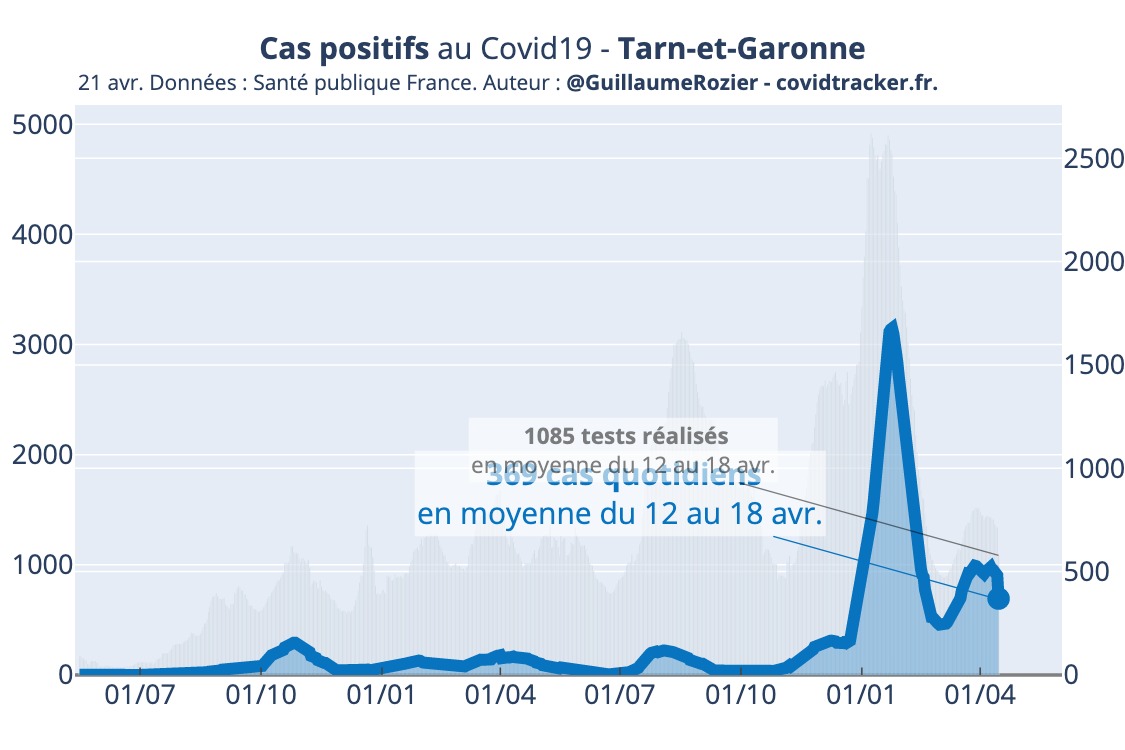 Cas positifs au Covid19 - Tarn-et-Garonne
21 avr. Données : Santé publique France. Auteur : @GuillaumeRozier - covidtracker.fr.
5000
4000
3000
2000
1000
0
2500
2000
1500
1000
500
0
1085 tests réalisés
en moyenne du 12 au 18 avr.
369 cas quotidiens
en moyenne du 12 au 18 avr.
01/07 01/10 01/01 01/04 01/07 01/10 01/01 01/04